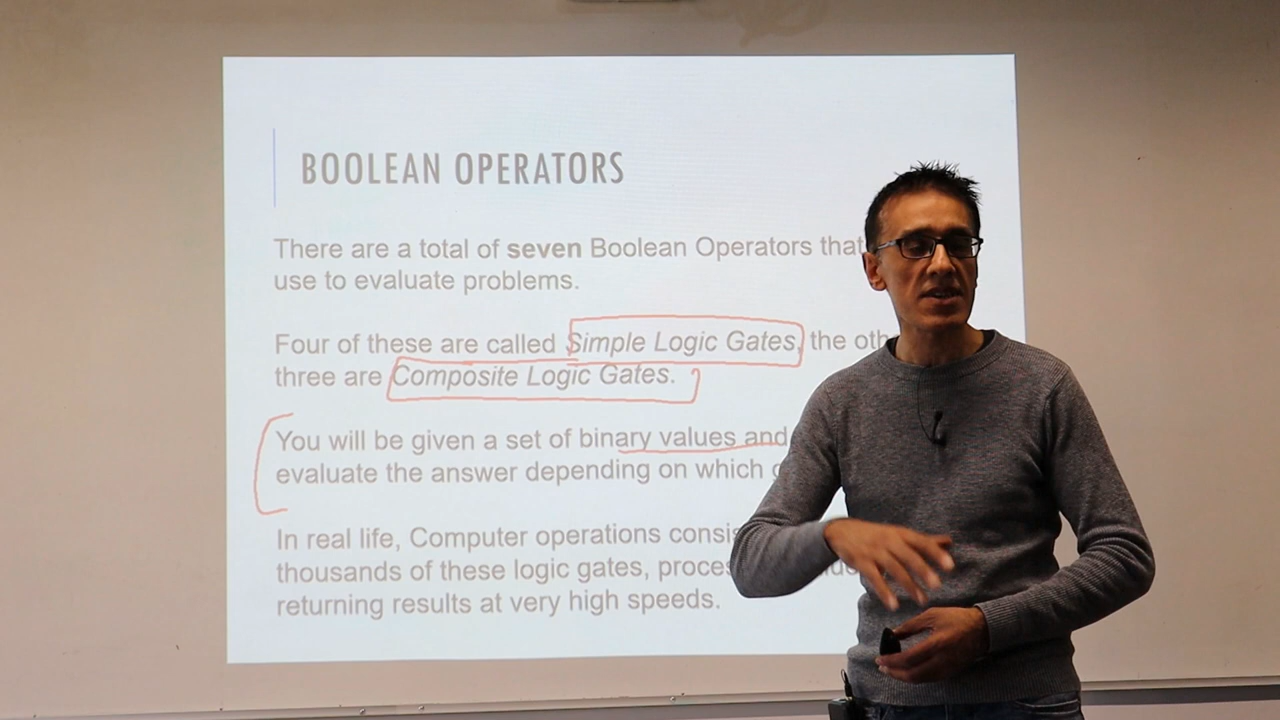 BOOLEAN OPERATORS
There are a total of seven Boolean Operators that
use to evaluate problems.
Four of these are called Simple Logic Gates, the
three are Composite Logic Gates.
You will be given a set of binary values and
evaluate the answer depending on which
In real life, Computer operations
thousands of these logic gates,
returning results at very high speeds.